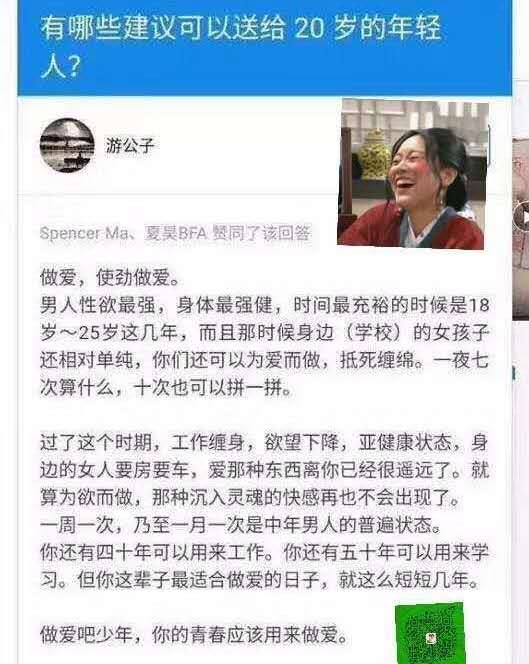 有哪些建议可以送给 20 岁的年轻
人？
游公子
Spencer Ma、夏昊BFA 赞同了该回答
做爱，使劲做爱。
男人性欲最强，身体最强健，时间最充裕的时候是18
岁～25岁这几年，而且那时候身边（学校）的女孩子
还相对单纯，你们还可以为爱而做，抵死缠绵。一夜七
次算什么，十次也可以拼一拼。
过了这个时期，工作缠身，欲望下降，亚健康状态，身
边的女人要房要车，爱那种东西离你已经很遥远了。就
算为欲而做，那种沉入灵魂的快感再也不会出现了。
一周一次，乃至一月一次是中年男人的普遍状态。
你还有四十年可以用来工作。你还有五十年可以用来学
习。但你这辈子最适合做爱的日子，就这么短短几年。
做爱吧少年，你的青春应该用来做爱。